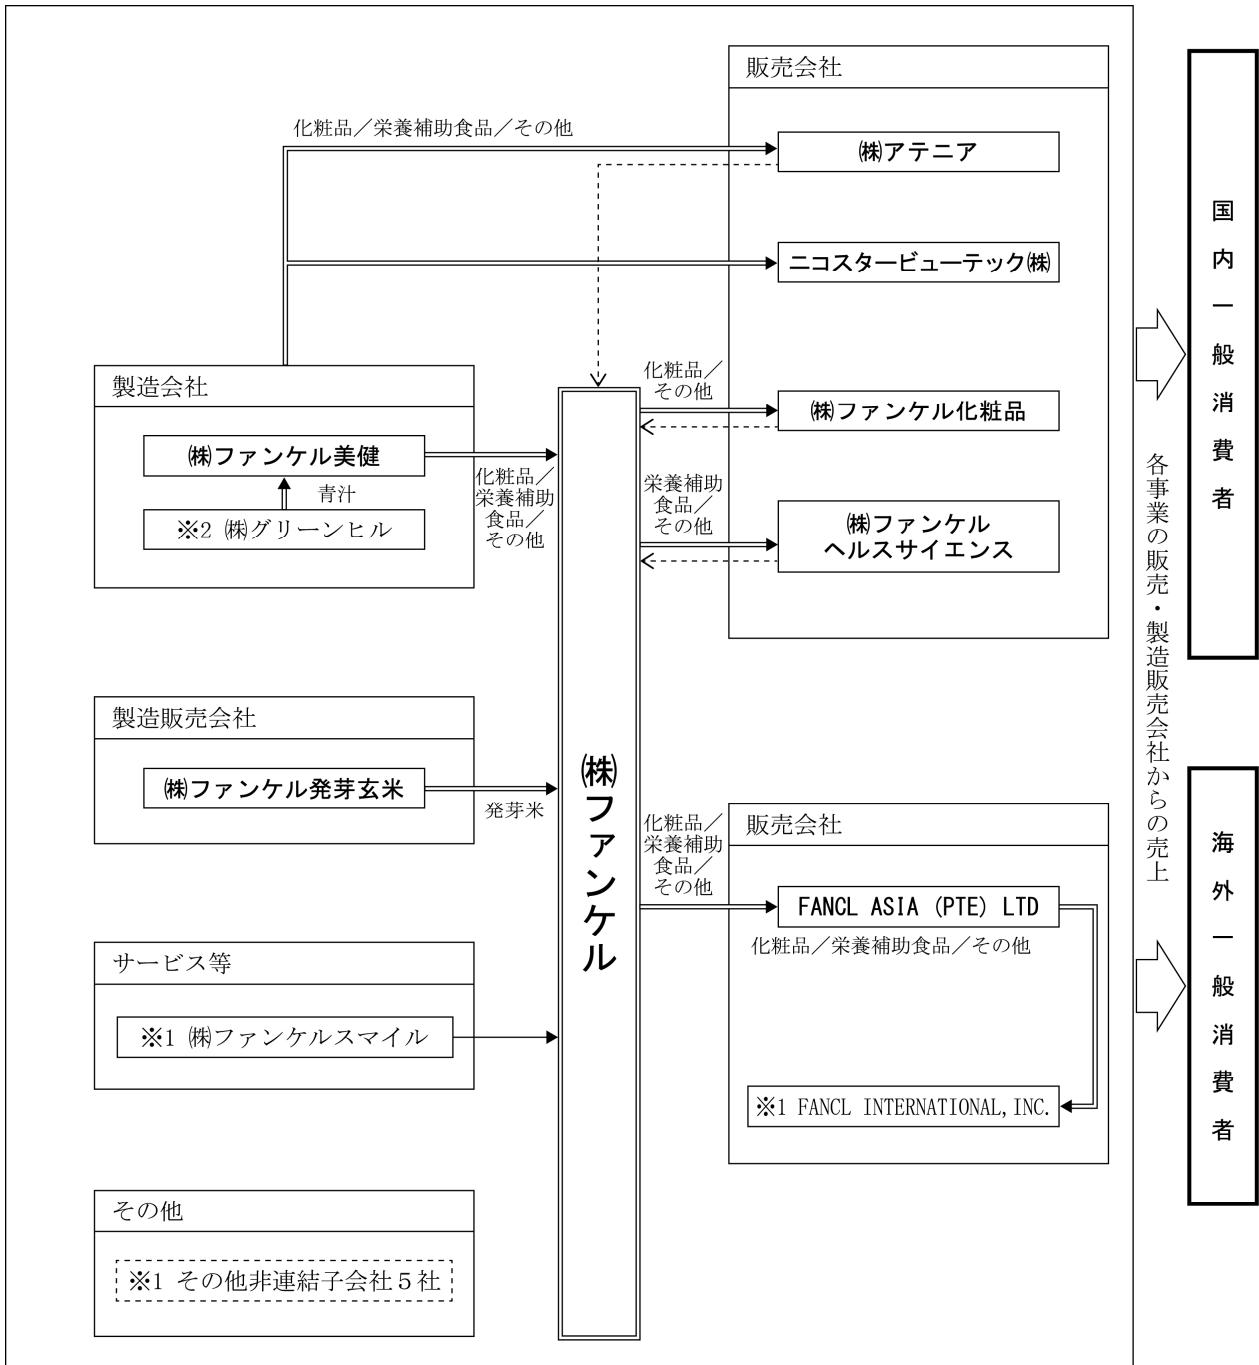 販売会社
化粧品／栄養補助食品／その他
㈱アテニア
ニコスタービューテック㈱
化粧品／
その他
㈱ファンケル化粧品
栄養補助
食品／
その他
㈱ファンケル
ヘルスサイエンス
製造会社
㈱ファンケル美健
青汁
※2 ㈱グリーンヒル
化粧品／
栄養補助
食品／
その他
製造販売会社
㈱ファンケル発芽玄米
発芽米
サービス等
※1 ㈱ファンケルスマイル
その他
※1 その他非連結子会社５社
㈱ファンケル
化粧品／
栄養補助
食品／
その他
販売会社
FANCL ASIA (PTE) LTD
化粧品／栄養補助食品／その他
※1 FANCL INTERNATIONAL,INC.
各事業の販売・製造販売会社からの売上
国内一般消費者
海外一般消費者